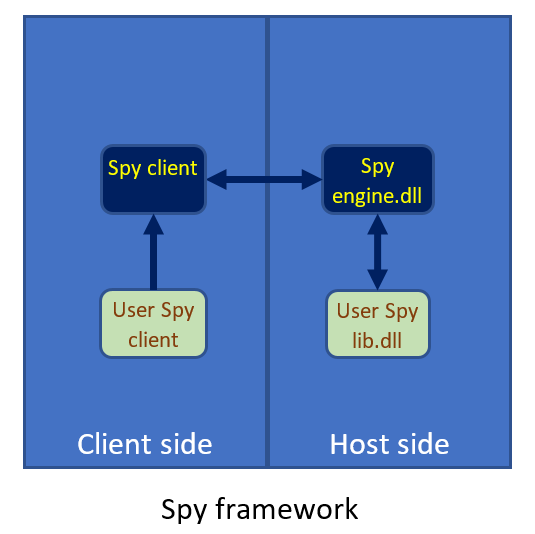 Spy client
Spy
engine.dll
User Spy
client
User Spy
lib.dll
Client side
Host side
Spy framework